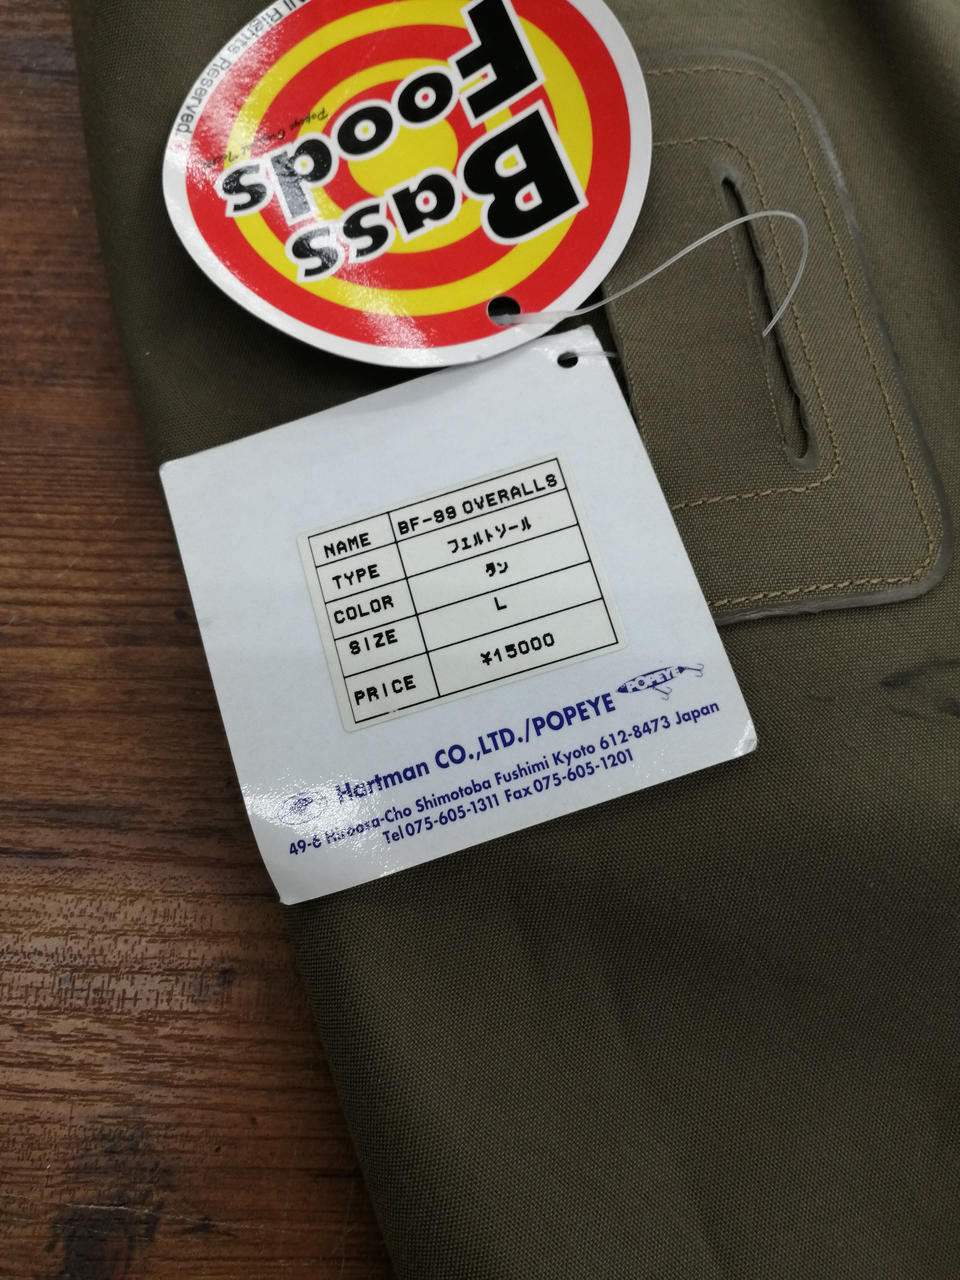 All Rights Reserved.
Bass
Foods
NAME BF-99 OVERALLS
TYPE フェルトソール
COLOR タン
SIZE L
PRICE ¥15000
POPEYE
Hartman CO.,LTD./POPEYE
49-6 Shimotoba Fushimi Kyoto 612-8473 Japan
Tel075-605-1311 Fax075-605-1201